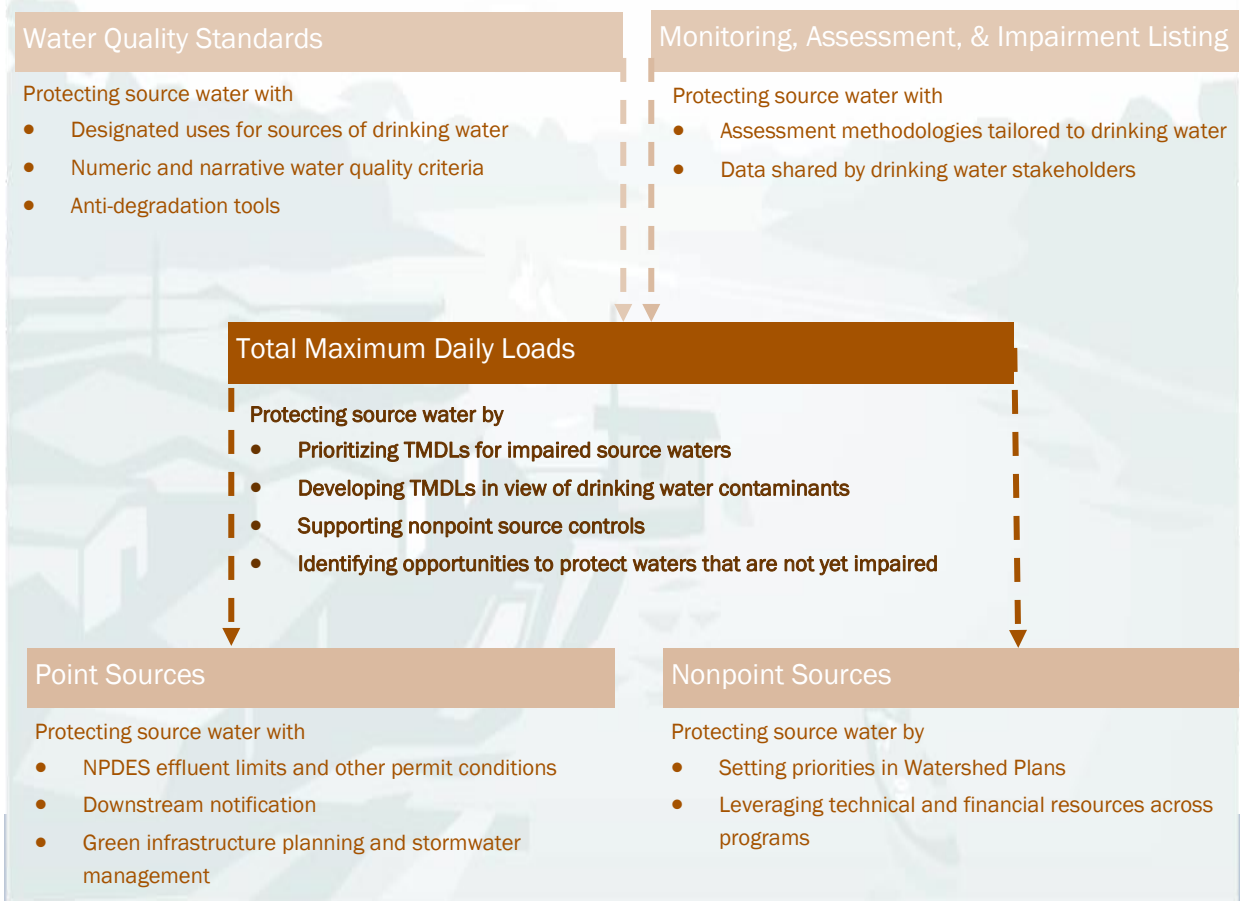 Water Quality Standards
Protecting source water with
• Designated uses for sources of drinking water
• Numeric and narrative water quality criteria
• Anti-degradation tools
Monitoring, Assessment, & Impairment Listing
Protecting source water with
• Assessment methodologies tailored to drinking water
• Data shared by drinking water stakeholders
Total Maximum Daily Loads
Protecting source water by
• Prioritizing TMDLs for impaired source waters
• Developing TMDLs in view of drinking water contaminants
• Supporting nonpoint source controls
• Identifying opportunities to protect waters that are not yet impaired
Point Sources
Protecting source water with
• NPDES effluent limits and other permit conditions
• Downstream notification
• Green infrastructure planning and stormwater
management
Nonpoint Sources
Protecting source water by
• Setting priorities in Watershed Plans
• Leveraging technical and financial resources across
programs